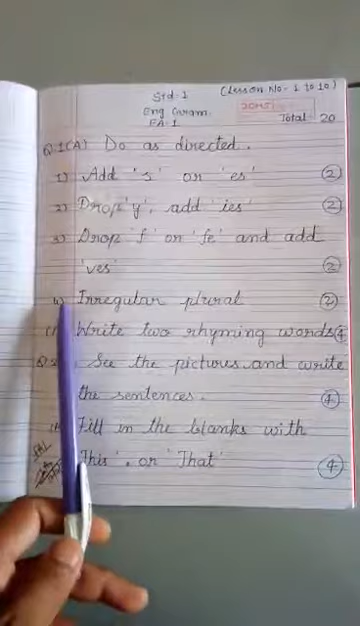 (Lesson No- 1 to 10)
Std-1
Eng Gram.
FA-1
Total- 20
Q-1(A) Do as directed.
1) Add 's' or 'es' (2)
2) Drop 'y', add 'ies' (2)
3) Drop 'f' or 'fe' and add
'ves' (2)
4) Irregular plural (2)
Write two rhyming words 4
Q. See the pictures and write
the sentences. (4)
Fill in the blanks with
'This', or 'That' (4)